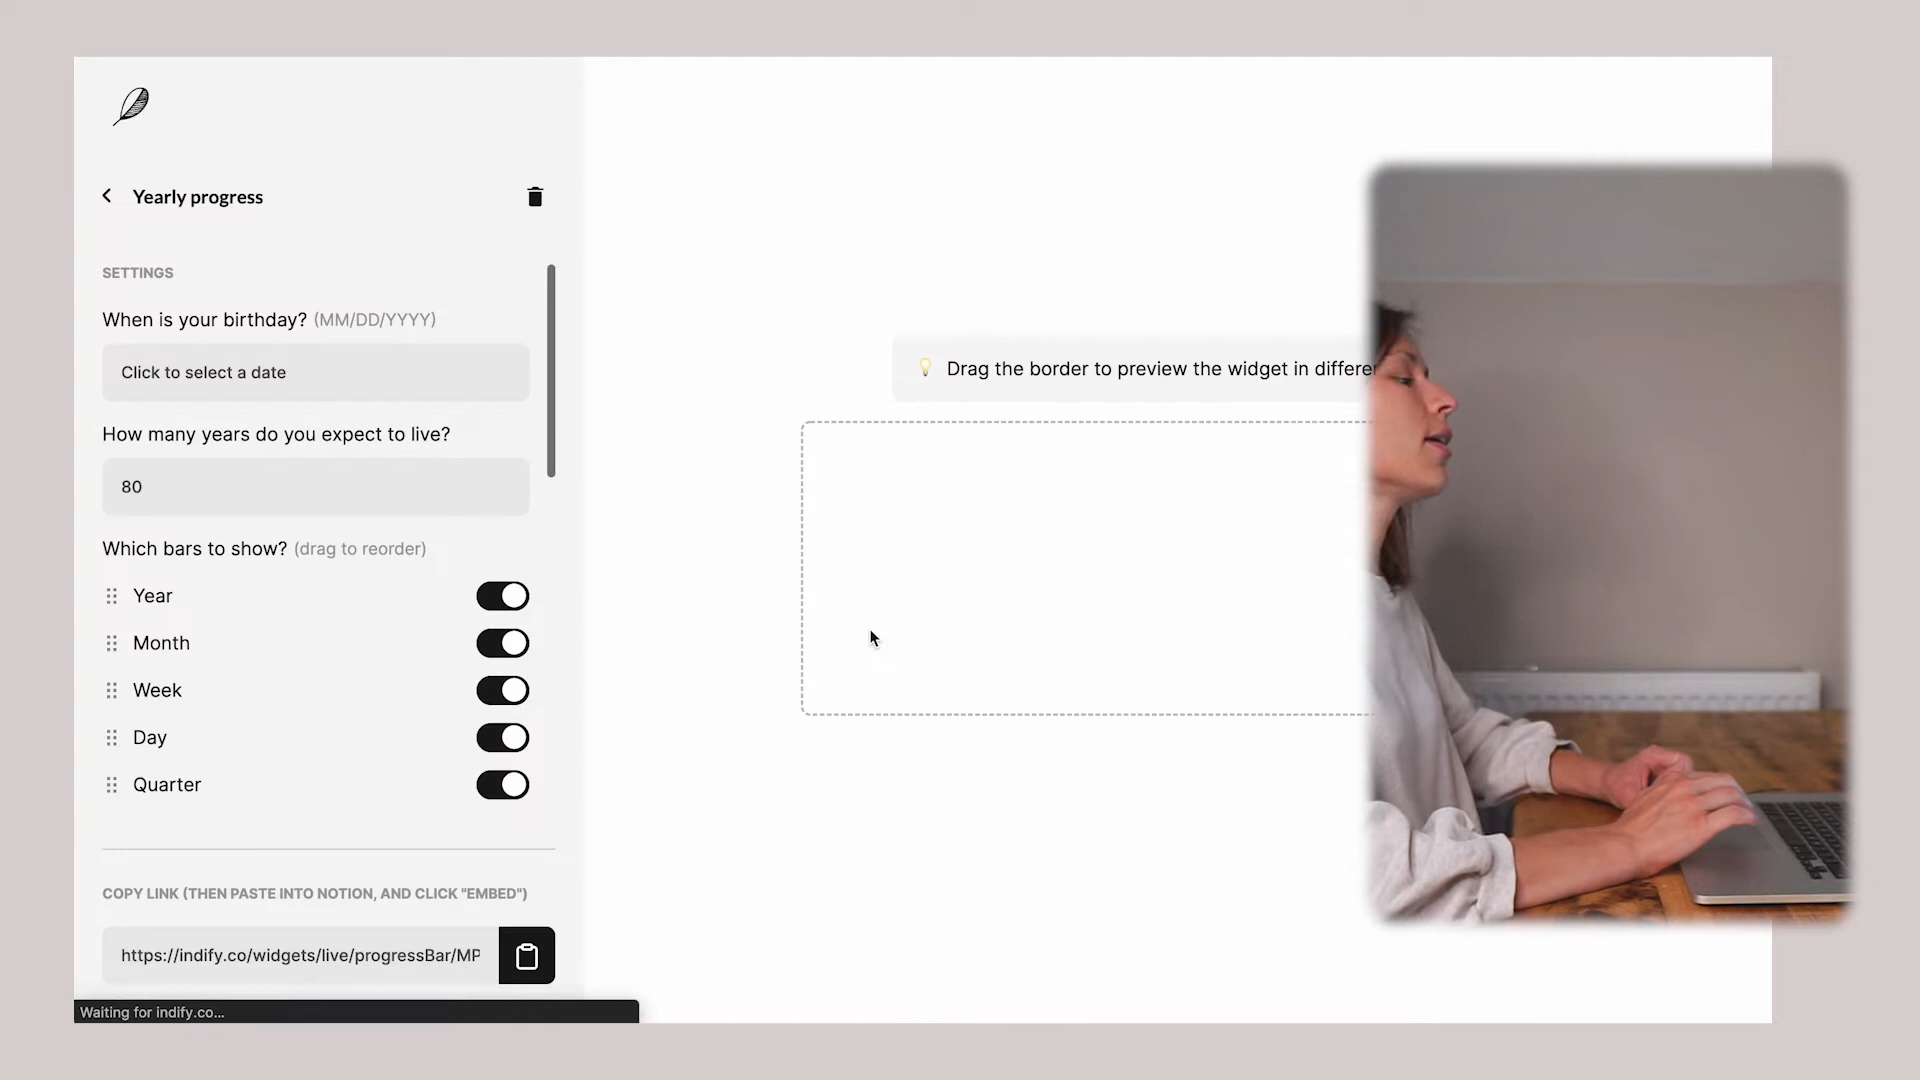 Yearly progress
SETTINGS
When is your birthday? (MM/DD/YYYY)
Click to select a date
How many years do you expect to live?
80
Which bars to show? (drag to reorder)
Year
Month
Week
Day
Quarter
COPY LINK (THEN PASTE INTO NOTION, AND CLICK "EMBED")
https://indify.co/widgets/live/progressBar/MP
Waiting for indify.co...
Drag the border to preview the widget in